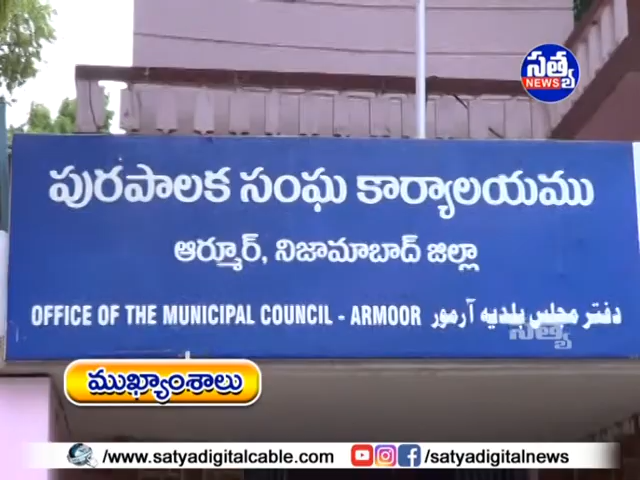 సత్య
NEWS
పురపాలక సంఘ కార్యాలయము
ఆర్మూర్, నిజామాబాద్ జిల్లా
OFFICE OF THE MUNICIPAL COUNCIL - ARMOOR دفتر مجلس بلدیہ آرمور
సత్య
ముఖ్యాంశాలు
www.satyadigitalcable.com /satyadigitalnews